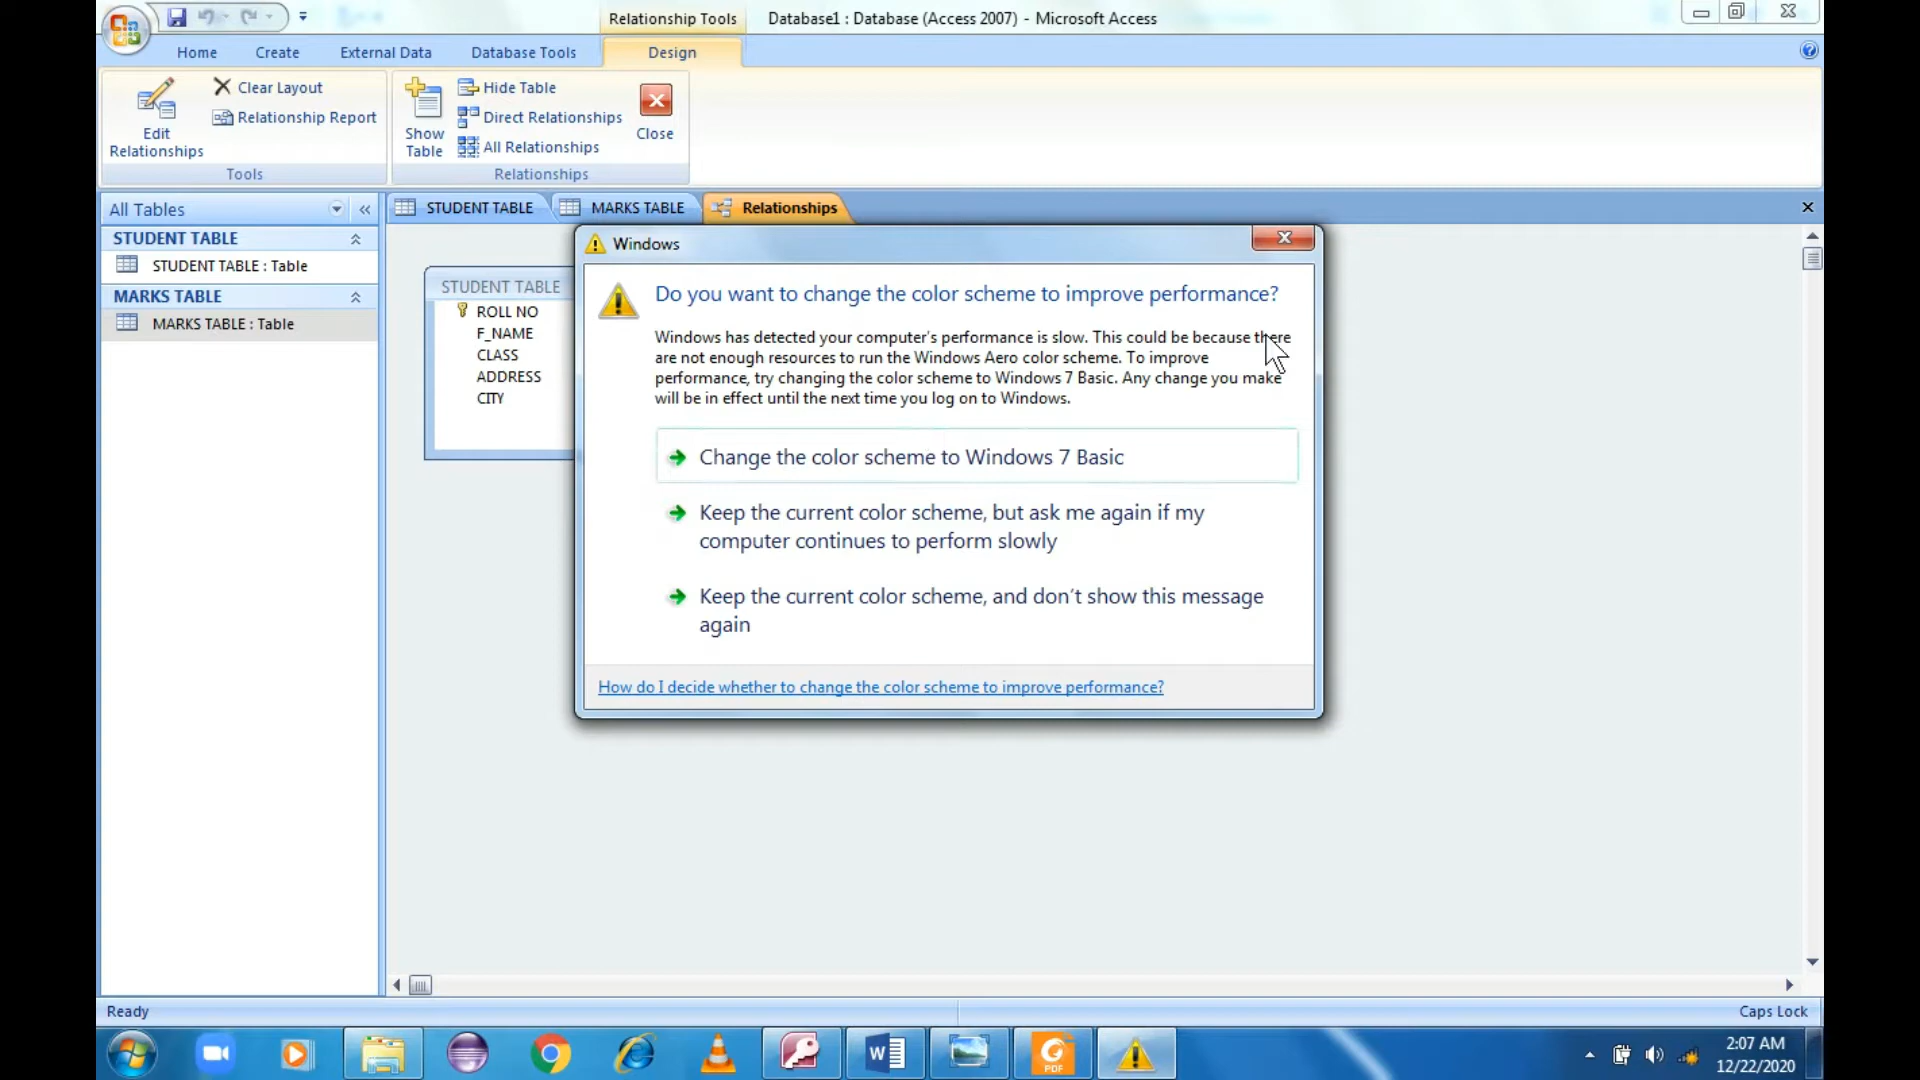 Relationship Tools
Database1 : Database (Access 2007) - Microsoft Access
Home
Create
External Data
Database Tools
Design
Edit
Relationships
Clear Layout
Relationship Report
Tools
Show
Table
Hide Table
Direct Relationships
All Relationships
Close
Relationships
All Tables
STUDENT TABLE
STUDENT TABLE : Table
MARKS TABLE
MARKS TABLE : Table
STUDENT TABLE
MARKS TABLE
Relationships
STUDENT TABLE
ROLL NO
F_NAME
CLASS
ADDRESS
CITY
Windows
Do you want to change the color scheme to improve performance?
Windows has detected your computer's performance is slow. This could be because there
are not enough resources to run the Windows Aero color scheme. To improve
performance, try changing the color scheme to Windows 7 Basic. Any change you make
will be in effect until the next time you log on to Windows.
Change the color scheme to Windows 7 Basic
Keep the current color scheme, but ask me again if my
computer continues to perform slowly
Keep the current color scheme, and don't show this message
again
How do I decide whether to change the color scheme to improve performance?
Ready
Caps Lock
PDF
2:07 AM
12/22/2020